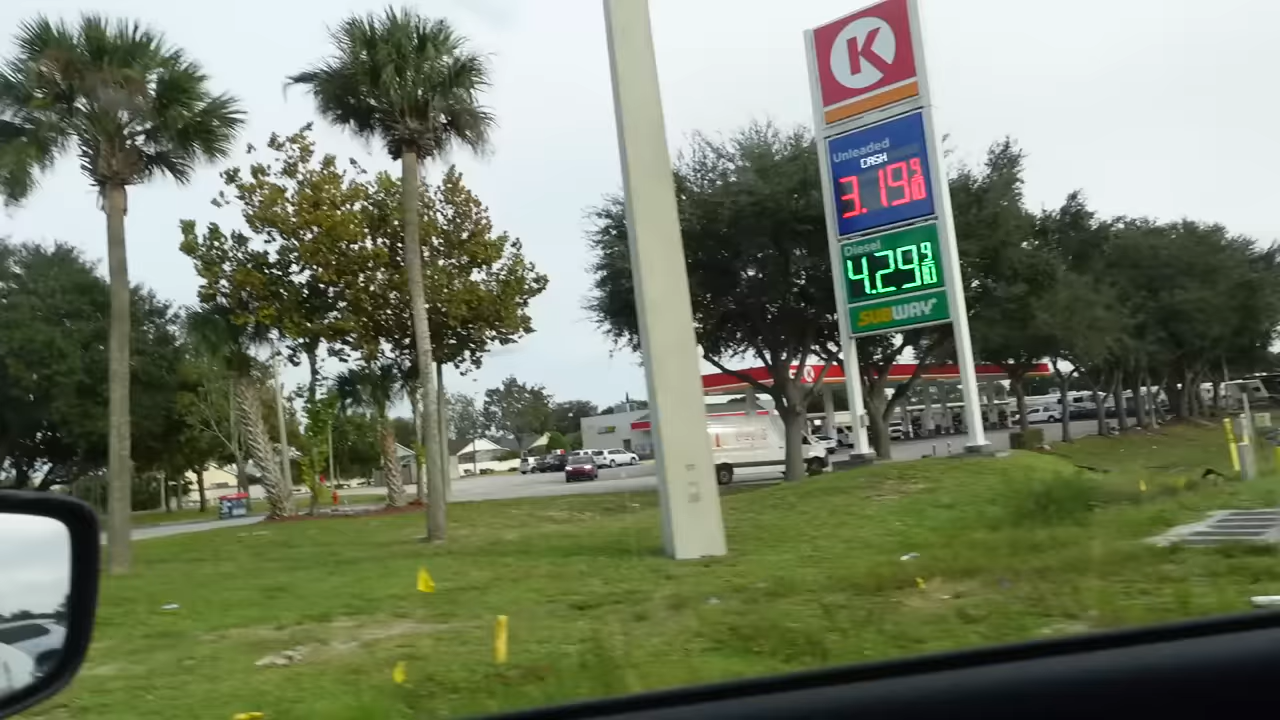 K
Unleaded
CASH
3.19 9/10
Diesel
4.29 9/10
SUBWAY
K